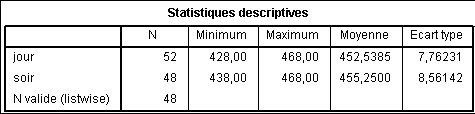 Statistiques descriptives
N Minimum Maximum Moyenne Ecart type
jour 52 428,00 468,00 452,5385 7,76231
soir 48 438,00 468,00 455,2500 8,56142
N valide (listwise) 48